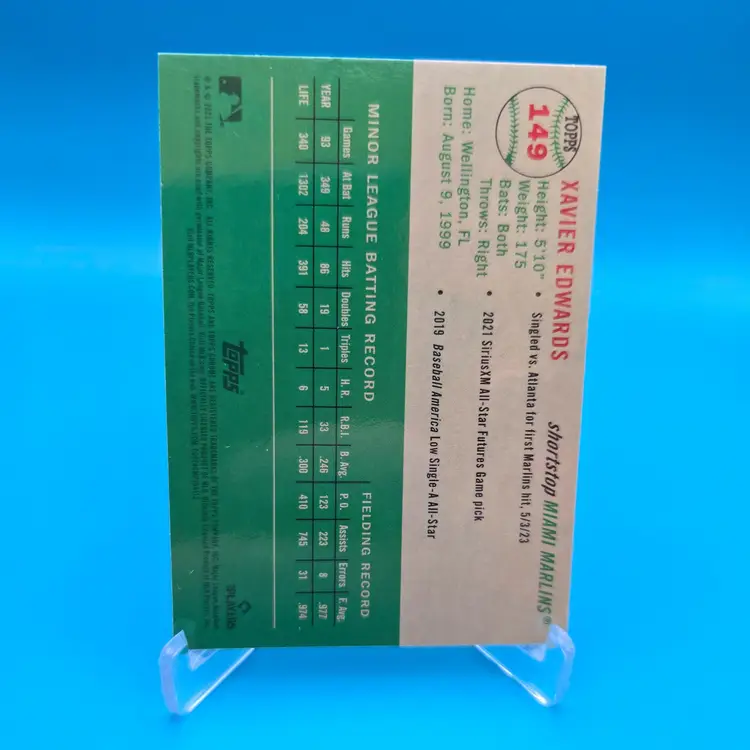 TOPPS
149
XAVIER EDWARDS
shortstop MIAMI MARLINS®
Height: 5'10"
Weight: 175
Bats: Both
Throws: Right
Home: Wellington, FL
Born: August 9, 1999
• Singled vs. Atlanta for first Marlins hit, 5/3/23
• 2021 SiriusXM All-Star Futures Game pick
• 2019 Baseball America Low Single-A All-Star
MINOR LEAGUE BATTING RECORD FIELDING RECORD
Games At Bat Runs Hits Doubles Triples H. R. R.B.I. B. Avg. P. O. Assists Errors F. Avg.
YEAR 93 349 48 86 19 1 5 33 .246 123 223 8 .977
LIFE 340 1302 204 391 58 13 6 119 .300 410 745 31 .974
topps
PLAYERS